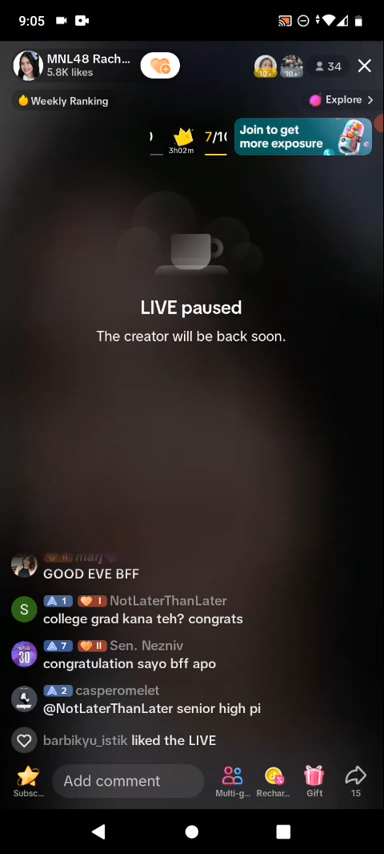 9:05
MNL48 Rach...
5.8K likes
10+
10+
34
Weekly Ranking
Explore >
3h02m
7/10
Join to get
more exposure
LIVE paused
The creator will be back soon.
II marj
GOOD EVE BFF
S
1 I NotLaterThanLater
college grad kana teh? congrats
30
7 II Sen. Nezniv
congratulation sayo bff apo
2 casperomelet
@NotLaterThanLater senior high pi
barbikyu_istik liked the LIVE
Subsc...
Add comment
Multi-g...
Rechar...
Gift
15